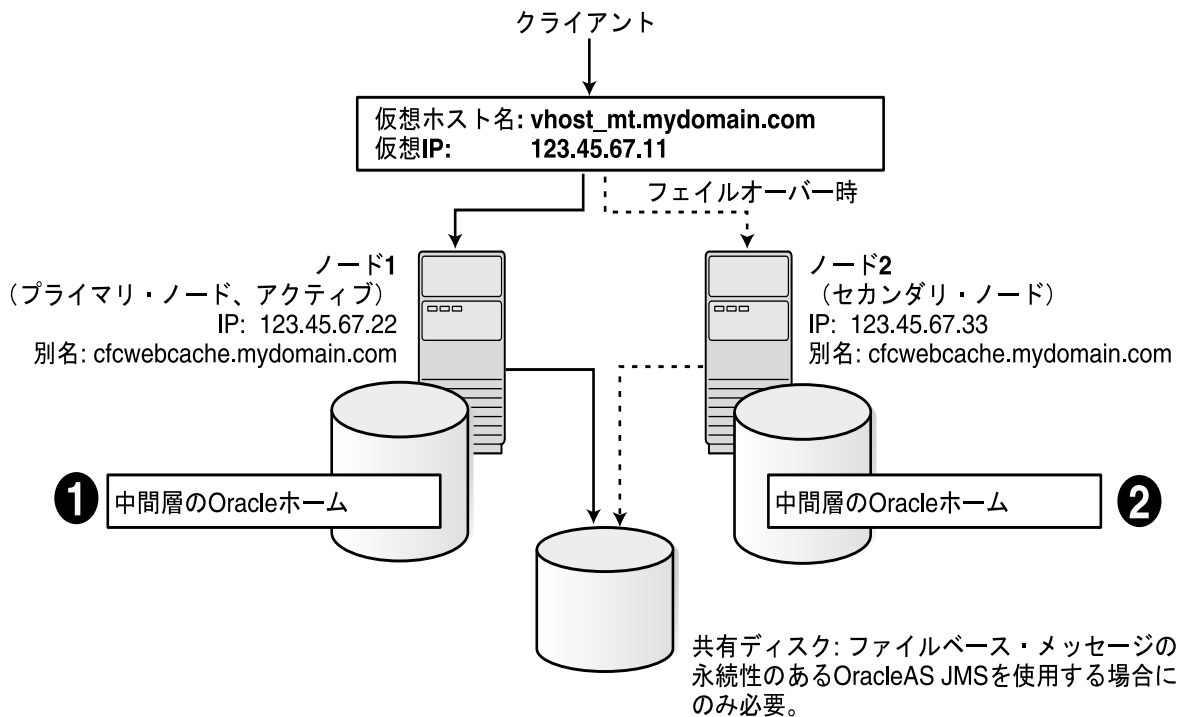 クライアント
仮想ホスト名: vhost_mt.mydomain.com
仮想IP: 123.45.67.11
フェイルオーバー時
ノード1
（プライマリ・ノード、アクティブ）
IP: 123.45.67.22
別名: cfcwebcache.mydomain.com
ノード2
（セカンダリ・ノード）
IP: 123.45.67.33
別名: cfcwebcache.mydomain.com
1 中間層のOracleホーム
中間層のOracleホーム 2
共有ディスク: ファイルベース・メッセージの
永続性のあるOracleAS JMSを使用する場合に
のみ必要。